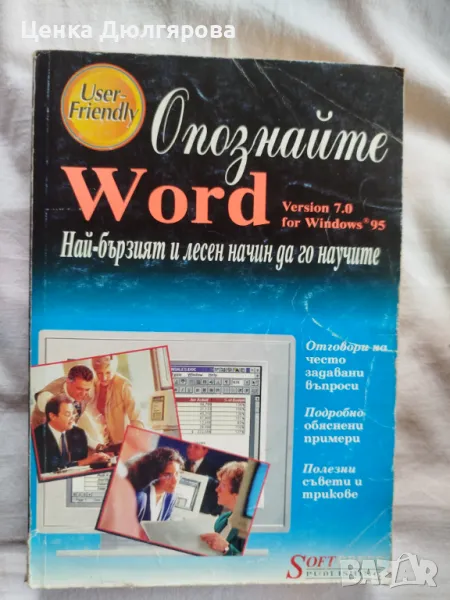 Ценка Дюлгярова
User-
Friendly
Опознайте
Word
Version 7.0
for Windows® 95
Най-бързият и лесен начин да го научите
Отговори на
често
задавани
въпроси
Подробно
обяснени
примери
Полезни
съвети и
трикове
SOFT
BAZAR